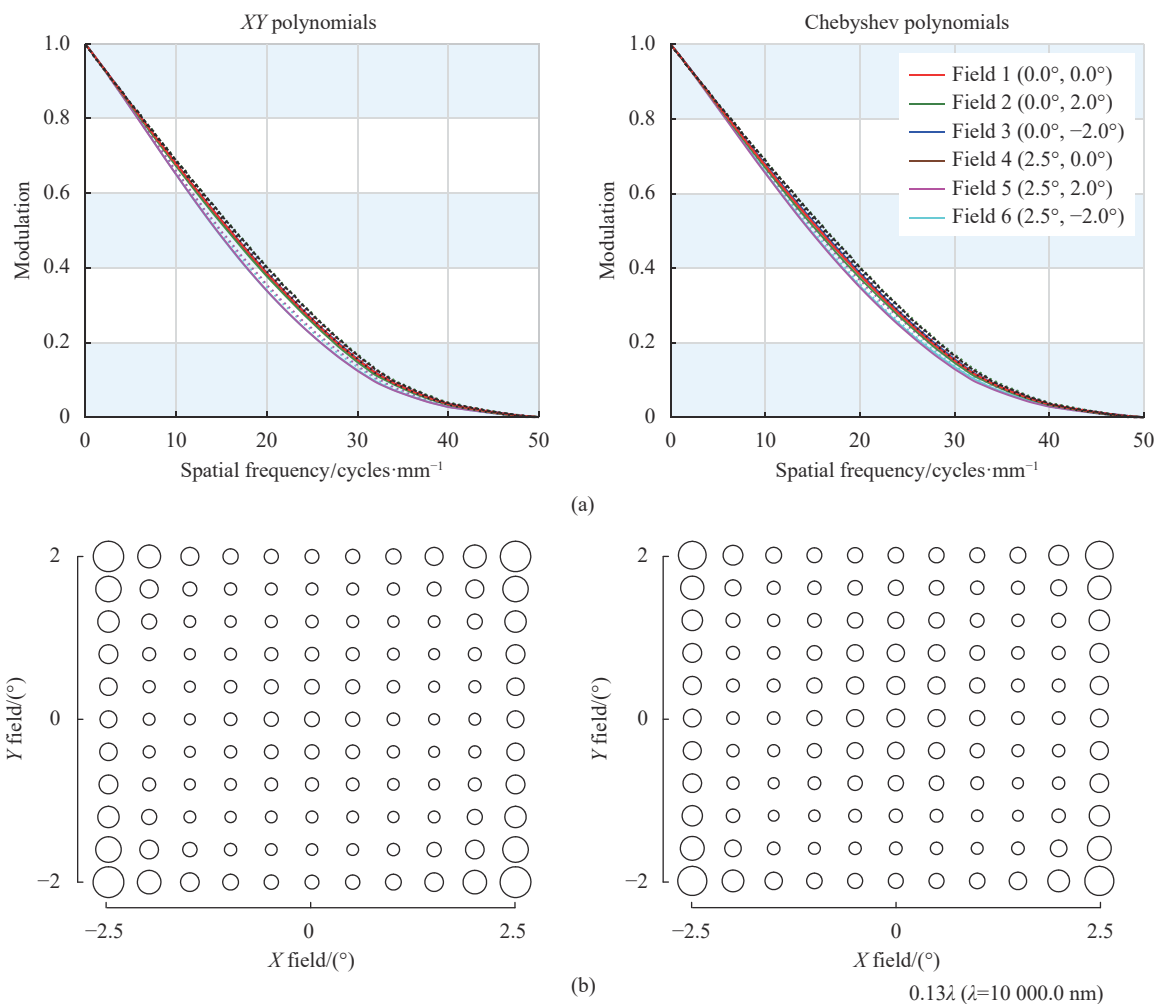 XY polynomials
Chebyshev polynomials
1.0
0.8
0.6
0.4
0.2
0
Modulation
0 10 20 30 40 50
Spatial frequency/cycles·mm⁻¹
1.0
0.8
0.6
0.4
0.2
0
Modulation
Field 1 (0.0°, 0.0°)
Field 2 (0.0°, 2.0°)
Field 3 (0.0°, −2.0°)
Field 4 (2.5°, 0.0°)
Field 5 (2.5°, 2.0°)
Field 6 (2.5°, −2.0°)
0 10 20 30 40 50
Spatial frequency/cycles·mm⁻¹
(a)
2
0
−2
Y field/(°)
−2.5 0 2.5
X field/(°)
2
0
−2
Y field/(°)
−2.5 0 2.5
X field/(°)
(b)
0.13λ (λ=10 000.0 nm)